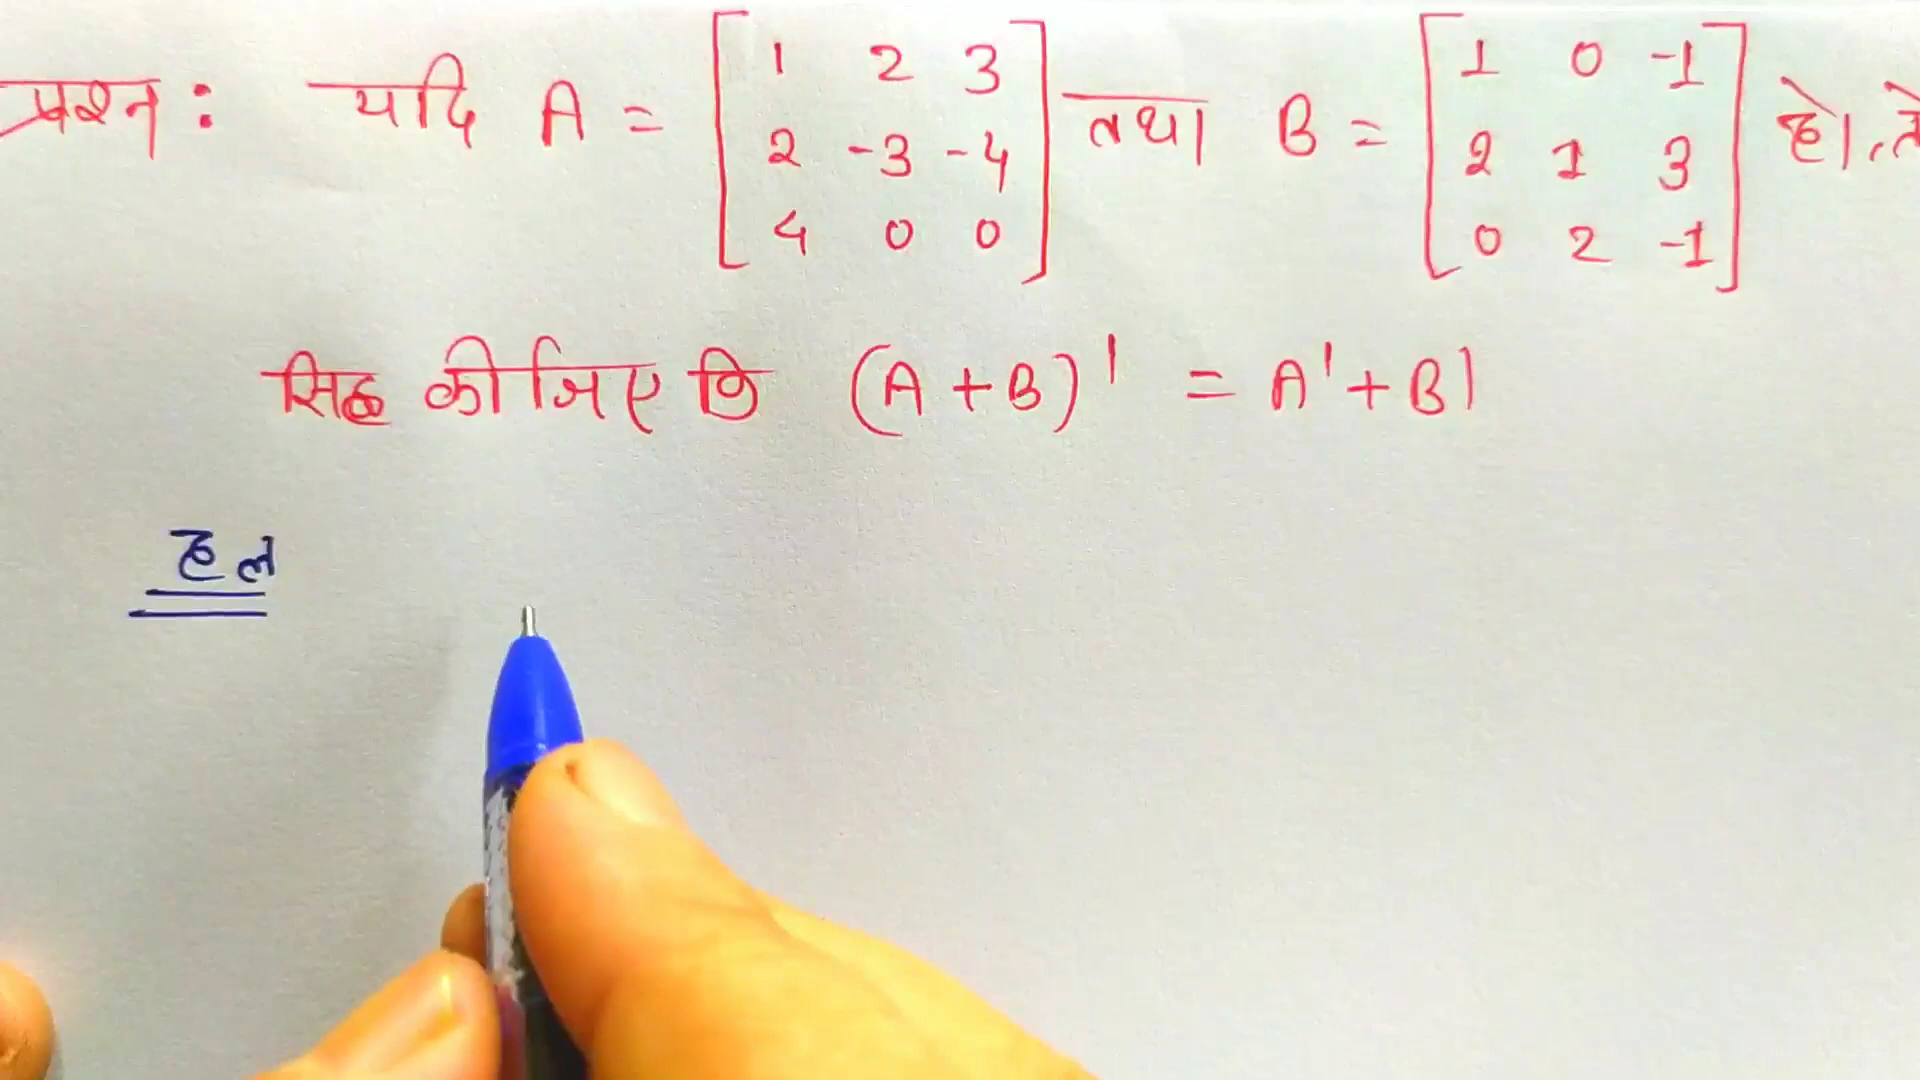 प्रश्न: यदि A = [1 2 3 2 -3 -4 4 0 0] तथा B = [1 0 -1 2 1 3 0 2 -1] हो, तो
सिद्ध कीजिए कि (A+B)' = A'+B'
हल